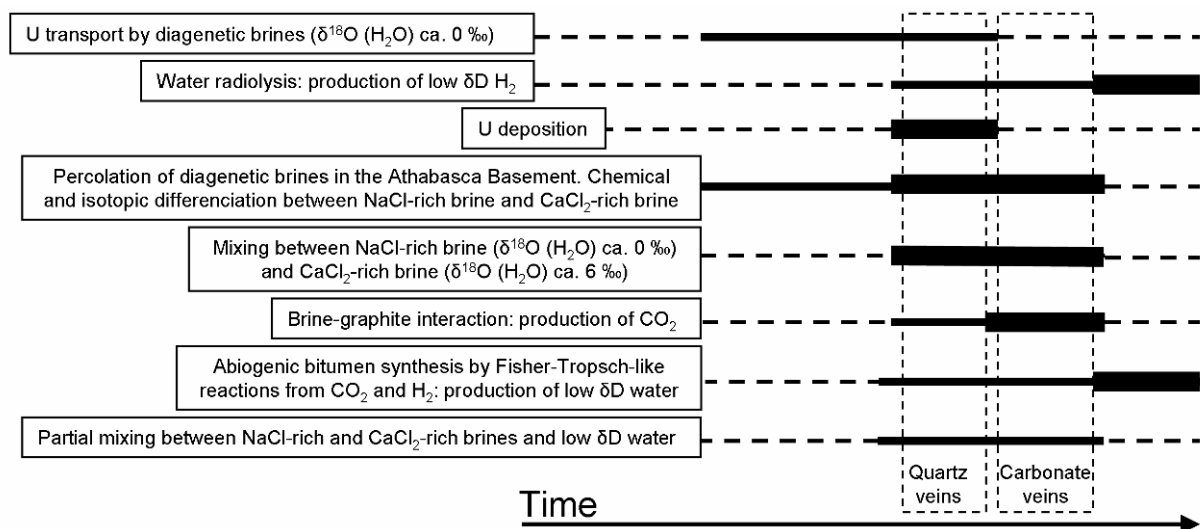 U transport by diagenetic brines (δ¹⁸O (H₂O) ca. 0 ‰)
Water radiolysis: production of low δD H₂
U deposition
Percolation of diagenetic brines in the Athabasca Basement. Chemical
and isotopic differenciation between NaCl-rich brine and CaCl₂-rich brine
Mixing between NaCl-rich brine (δ¹⁸O (H₂O) ca. 0 ‰)
and CaCl₂-rich brine (δ¹⁸O (H₂O) ca. 6 ‰)
Brine-graphite interaction: production of CO₂
Abiogenic bitumen synthesis by Fisher-Tropsch-like
reactions from CO₂ and H₂: production of low δD water
Partial mixing between NaCl-rich and CaCl₂-rich brines and low δD water
Quartz
veins
Carbonate
veins
Time